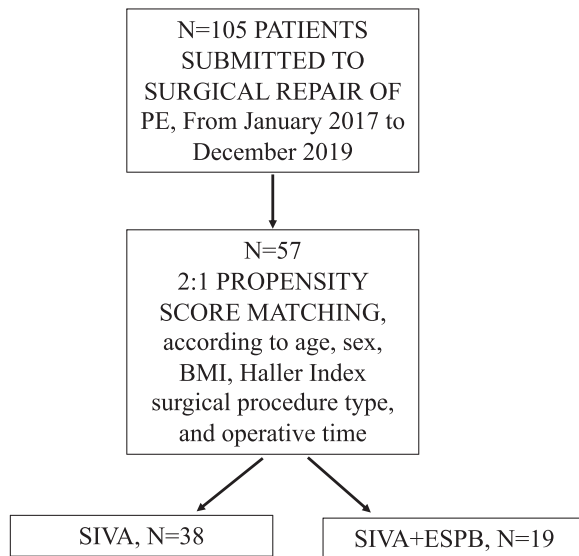 N=105 PATIENTS
SUBMITTED TO
SURGICAL REPAIR OF
PE, From January 2017 to
December 2019
N=57
2:1 PROPENSITY
SCORE MATCHING,
according to age, sex,
BMI, Haller Index
surgical procedure type,
and operative time
SIVA, N=38
SIVA+ESPB, N=19